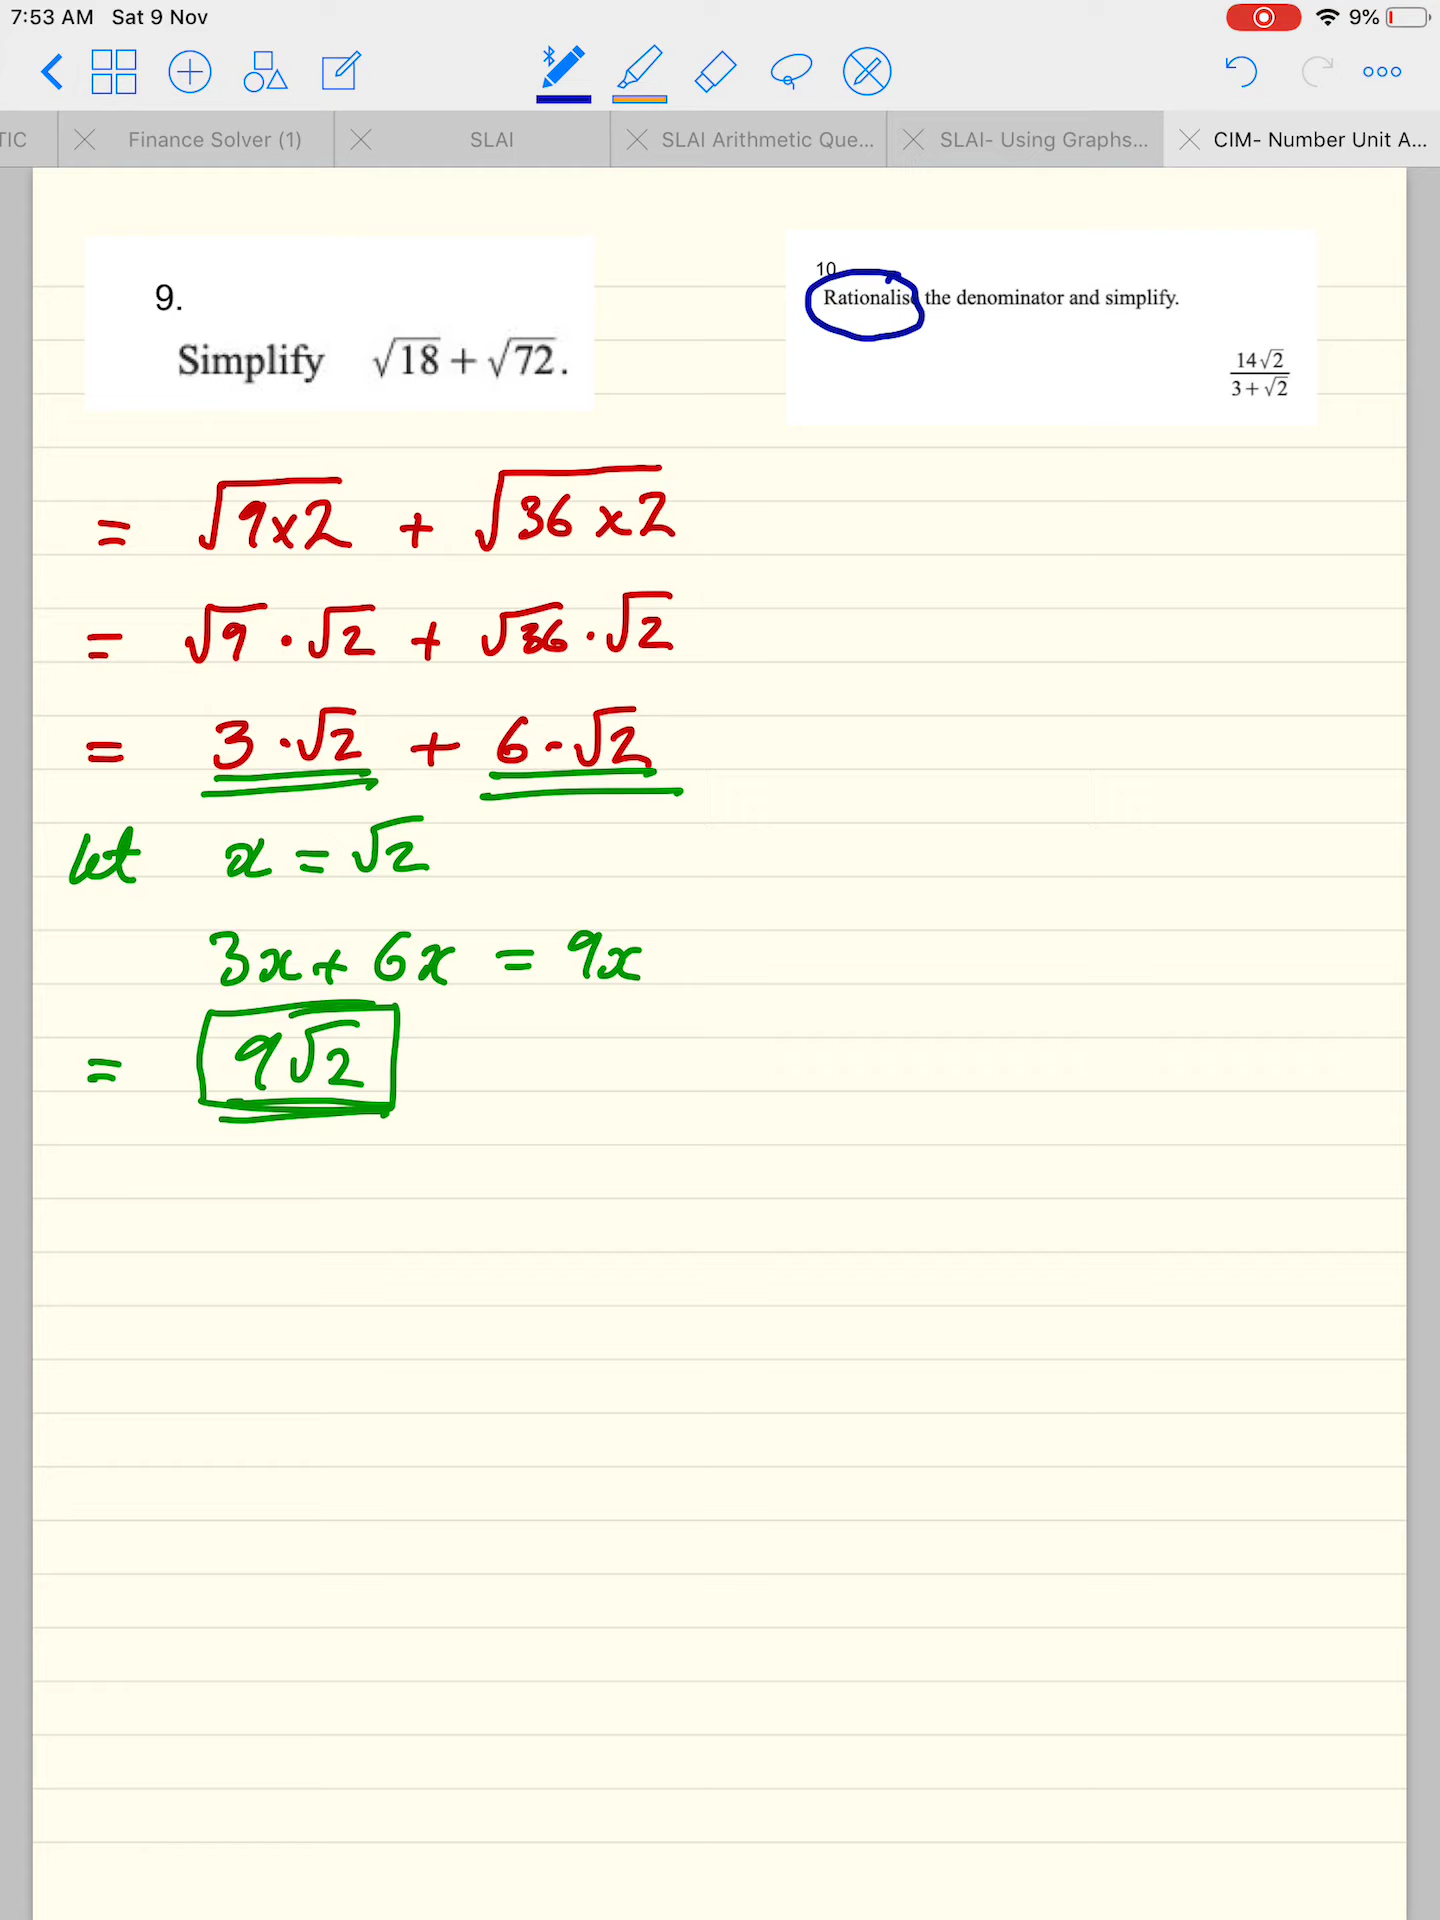 7:53 AM Sat 9 Nov
9%
TIC
Finance Solver (1)
SLAI
SLAI Arithmetic Que...
SLAI- Using Graphs...
CIM- Number Unit A...
9.
Simplify √18 + √72.
= √9x2 + √36 x2
= √9 · √2 + √36 · √2
= 3 · √2 + 6 · √2
let x = √2
3x + 6x = 9x
= 9√2
10
Rationalise the denominator and simplify.
14√2
3 + √2